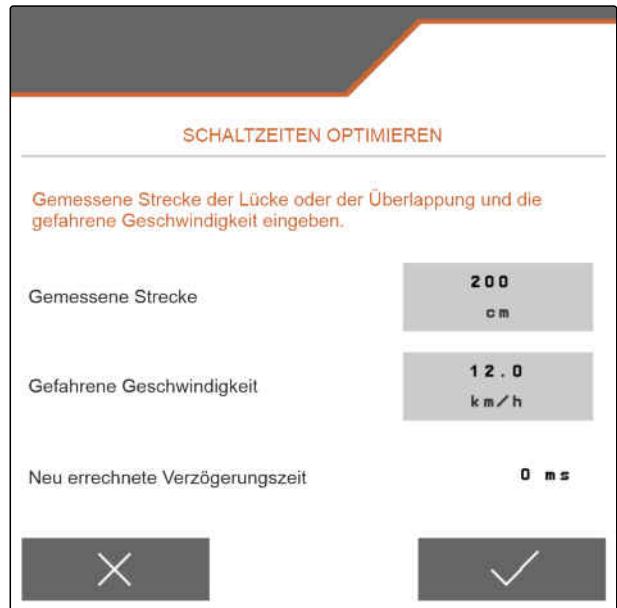 SCHALTZEITEN OPTIMIEREN
Gemessene Strecke der Lücke oder der Überlappung und die
gefahrene Geschwindigkeit eingeben.
Gemessene Strecke
200
cm
Gefahrene Geschwindigkeit
12.0
km/h
Neu errechnete Verzögerungszeit
0 ms